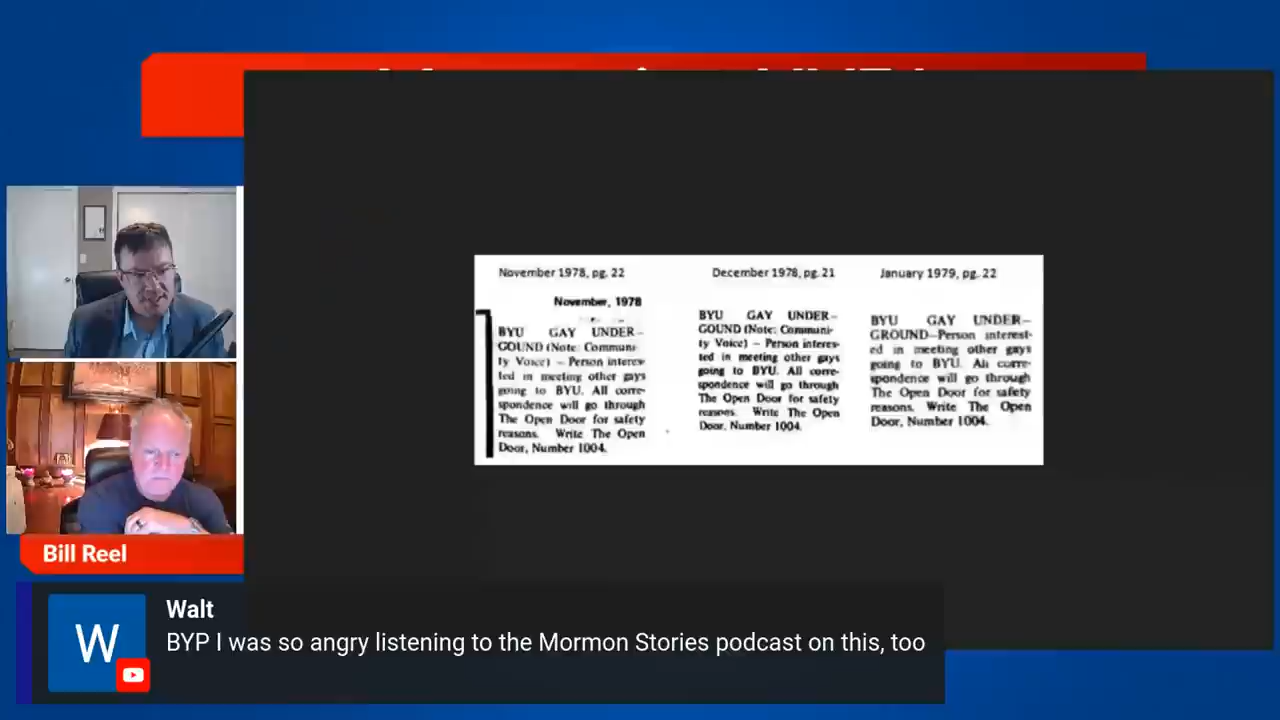 November 1978, pg. 22
November, 1978
BYU GAY UNDER-
GOUND (Note: Communi-
ty Voice) – Person interes-
ted in meeting other gays
going to BYU. All corre-
spondence will go through
The Open Door for safety
reasons. Write The Open
Door, Number 1004.
December 1978, pg. 21
BYU GAY UNDER-
GOUND (Note: Communi-
ty Voice) – Person interes-
ted in meeting other gays
going to BYU. All corre-
spondence will go through
The Open Door for safety
reasons. Write The Open
Door, Number 1004.
January 1979, pg. 22
BYU GAY UNDER-
GROUND—Person interest-
ed in meeting other gays
going to BYU. All corre-
spondence will go through
The Open Door for safety
reasons. Write The Open
Door, Number 1004.
Bill Reel
W
Walt
BYP I was so angry listening to the Mormon Stories podcast on this, too